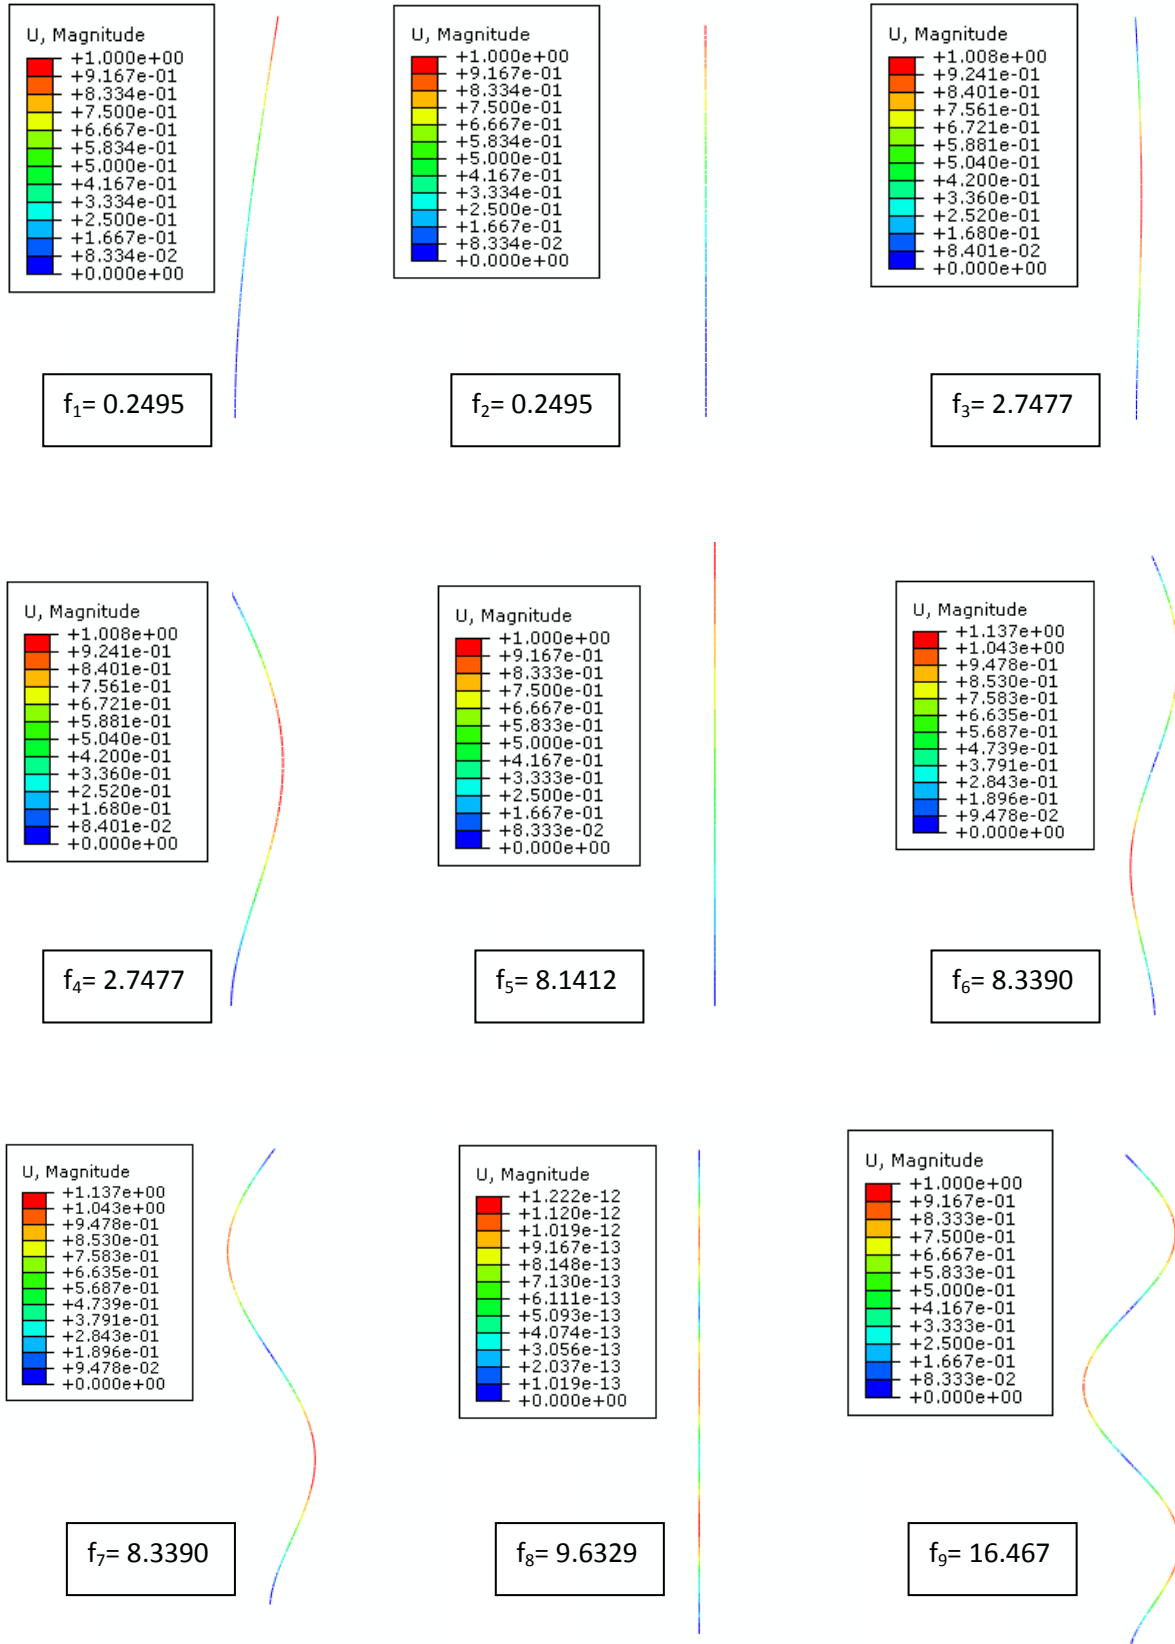 U, Magnitude
+1.000e+00
+9.167e-01
+8.334e-01
+7.500e-01
+6.667e-01
+5.834e-01
+5.000e-01
+4.167e-01
+3.334e-01
+2.500e-01
+1.667e-01
+8.334e-02
+0.000e+00
f₁= 0.2495
U, Magnitude
+1.000e+00
+9.167e-01
+8.334e-01
+7.500e-01
+6.667e-01
+5.834e-01
+5.000e-01
+4.167e-01
+3.334e-01
+2.500e-01
+1.667e-01
+8.334e-02
+0.000e+00
f₂= 0.2495
U, Magnitude
+1.008e+00
+9.241e-01
+8.401e-01
+7.561e-01
+6.721e-01
+5.881e-01
+5.040e-01
+4.200e-01
+3.360e-01
+2.520e-01
+1.680e-01
+8.401e-02
+0.000e+00
f₃= 2.7477
U, Magnitude
+1.008e+00
+9.241e-01
+8.401e-01
+7.561e-01
+6.721e-01
+5.881e-01
+5.040e-01
+4.200e-01
+3.360e-01
+2.520e-01
+1.680e-01
+8.401e-02
+0.000e+00
f₄= 2.7477
U, Magnitude
+1.000e+00
+9.167e-01
+8.333e-01
+7.500e-01
+6.667e-01
+5.833e-01
+5.000e-01
+4.167e-01
+3.333e-01
+2.500e-01
+1.667e-01
+8.333e-02
+0.000e+00
f₅= 8.1412
U, Magnitude
+1.137e+00
+1.043e+00
+9.478e-01
+8.530e-01
+7.583e-01
+6.635e-01
+5.687e-01
+4.739e-01
+3.791e-01
+2.843e-01
+1.896e-01
+9.478e-02
+0.000e+00
f₆= 8.3390
U, Magnitude
+1.137e+00
+1.043e+00
+9.478e-01
+8.530e-01
+7.583e-01
+6.635e-01
+5.687e-01
+4.739e-01
+3.791e-01
+2.843e-01
+1.896e-01
+9.478e-02
+0.000e+00
f₇= 8.3390
U, Magnitude
+1.222e-12
+1.120e-12
+1.019e-12
+9.167e-13
+8.148e-13
+7.130e-13
+6.111e-13
+5.093e-13
+4.074e-13
+3.056e-13
+2.037e-13
+1.019e-13
+0.000e+00
f₈= 9.6329
U, Magnitude
+1.000e+00
+9.167e-01
+8.333e-01
+7.500e-01
+6.667e-01
+5.833e-01
+5.000e-01
+4.167e-01
+3.333e-01
+2.500e-01
+1.667e-01
+8.333e-02
+0.000e+00
f₉= 16.467